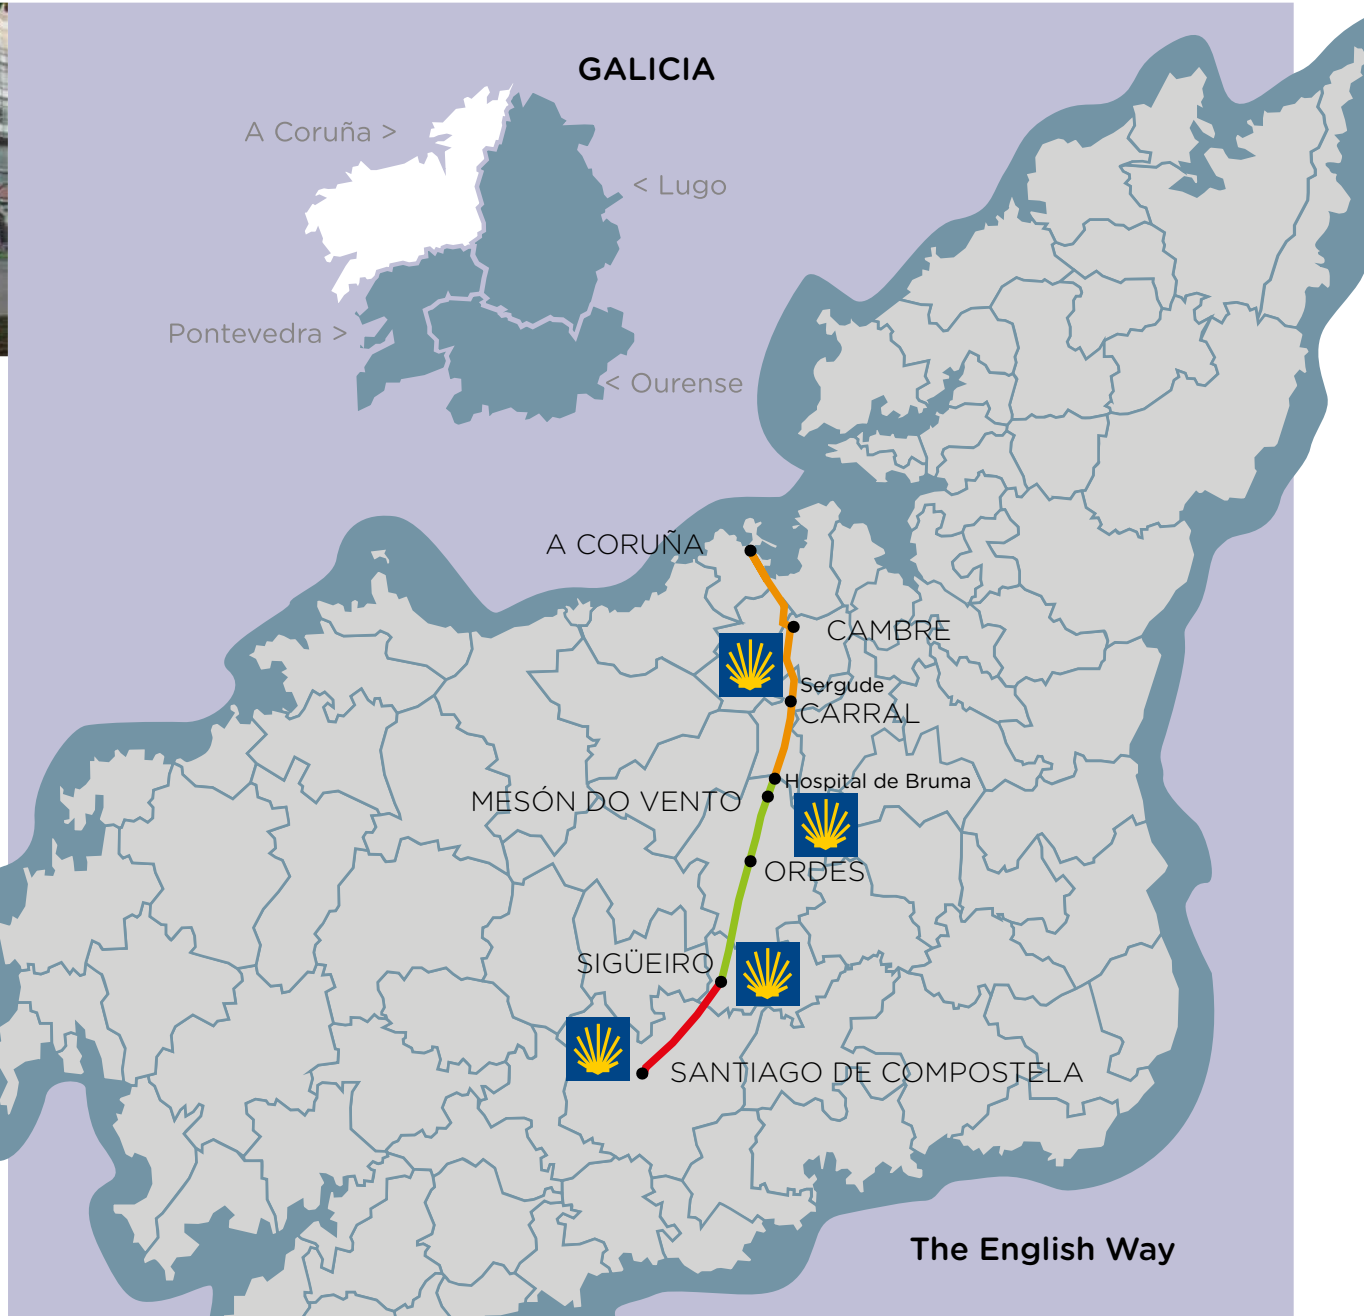 GALICIA
A Coruña >
< Lugo
Pontevedra >
< Ourense
A CORUÑA
CAMBRE
Sergude
CARRAL
Hospital de Bruma
MESÓN DO VENTO
ORDES
SIGÜEIRO
SANTIAGO DE COMPOSTELA
The English Way